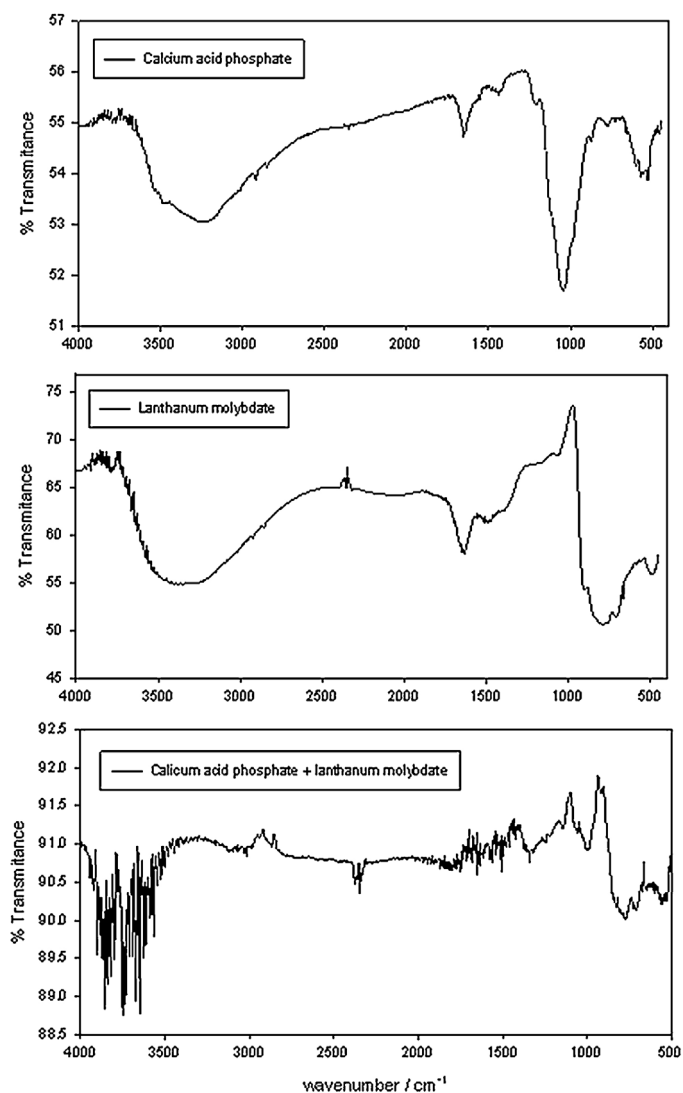 57
56
55
54
53
52
51
% Transmitance
Calcium acid phosphate
4000 3500 3000 2500 2000 1500 1000 500
75
70
65
60
55
50
45
% Transmitance
Lanthanum molybdate
4000 3500 3000 2500 2000 1500 1000 500
92.5
92.0
91.5
91.0
90.5
90.0
89.5
89.0
88.5
% Transmitance
Calicum acid phosphate + lanthanum molybdate
4000 3500 3000 2500 2000 1500 1000 500
wavenumber / cm⁻¹